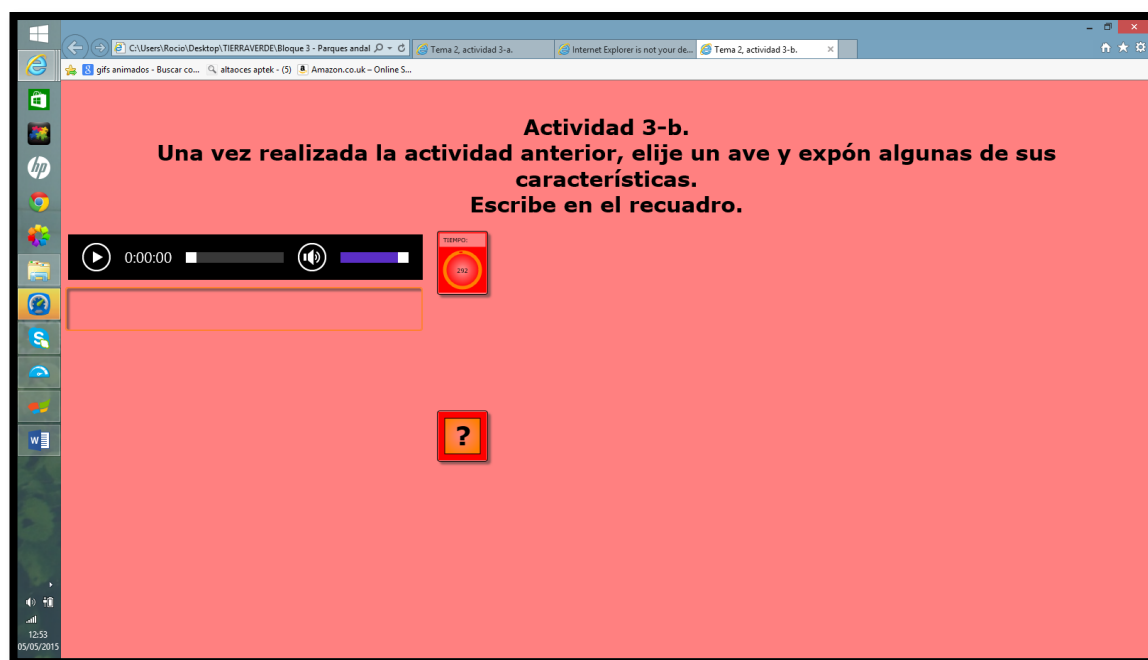 C:\Users\Rocio\Desktop\TIERRAVERDE\Bloque 3 - Parques andal
Tema 2, actividad 3-a.
Internet Explorer is not your de...
Tema 2, actividad 3-b.
gifs animados - Buscar co...
altaoces aptek - (5)
Amazon.co.uk – Online S...
Actividad 3-b.
Una vez realizada la actividad anterior, elije un ave y expón algunas de sus
características.
Escribe en el recuadro.
0:00:00
TIEMPO:
292
?
12:53
05/05/2015